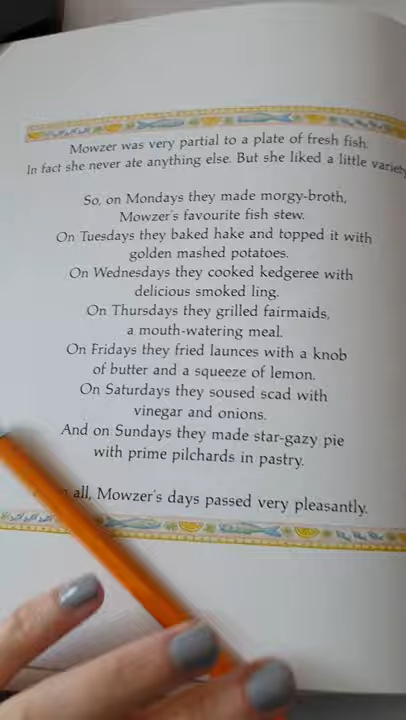 Mowzer was very partial to a plate of fresh fish.
In fact she never ate anything else. But she liked a little variety
So, on Mondays they made morgy-broth,
Mowzer's favourite fish stew.
On Tuesdays they baked hake and topped it with
golden mashed potatoes.
On Wednesdays they cooked kedgeree with
delicious smoked ling.
On Thursdays they grilled fairmaids,
a mouth-watering meal.
On Fridays they fried launces with a knob
of butter and a squeeze of lemon.
On Saturdays they soused scad with
vinegar and onions.
And on Sundays they made star-gazy pie
with prime pilchards in pastry.
all, Mowzer's days passed very pleasantly.